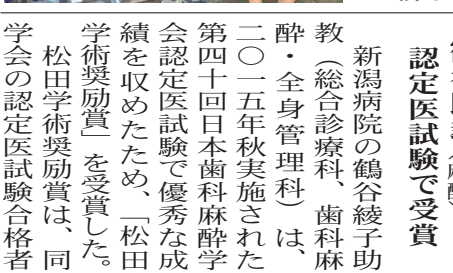 認定医試験で受賞
新潟病院の鶴谷綾子助
教（総合診療科、歯科麻
酔・全身管理科）は、
二〇一五年秋実施された
第四十回日本歯科麻酔学
会認定医試験で優秀な成
績を収めたため、「松田
学術奨励賞」を受賞した。
松田学術奨励賞は、同
学会の認定医試験合格者